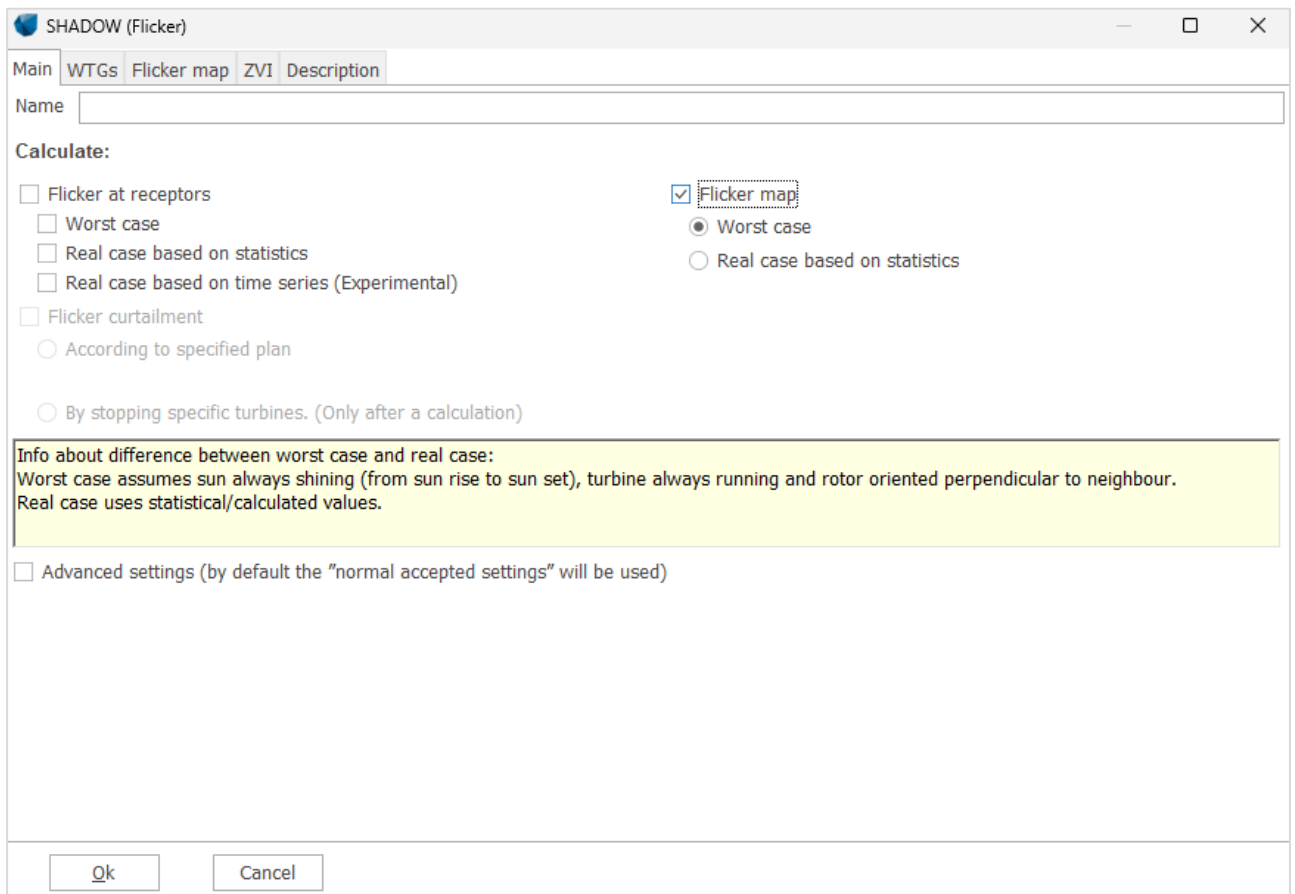 SHADOW (Flicker)
Main WTGs Flicker map ZVI Description
Name
Calculate:
Flicker at receptors
Worst case
Real case based on statistics
Real case based on time series (Experimental)
Flicker curtailment
According to specified plan
By stopping specific turbines. (Only after a calculation)
Flicker map
Worst case
Real case based on statistics
Info about difference between worst case and real case:
Worst case assumes sun always shining (from sun rise to sun set), turbine always running and rotor oriented perpendicular to neighbour.
Real case uses statistical/calculated values.
Advanced settings (by default the ”normal accepted settings” will be used)
Ok Cancel